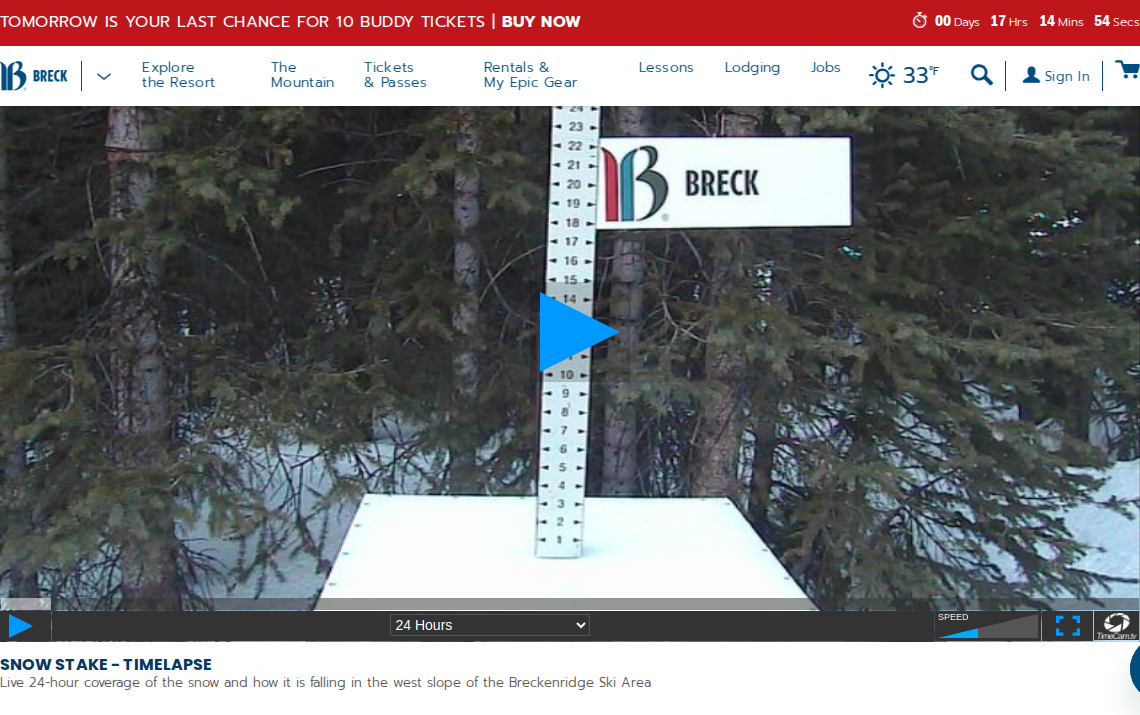 TOMORROW IS YOUR LAST CHANCE FOR 10 BUDDY TICKETS | BUY NOW
00 Days 17 Hrs 14 Mins 54 Secs
BRECK
Explore
the Resort
The
Mountain
Tickets
& Passes
Rentals &
My Epic Gear
Lessons
Lodging
Jobs
33°F
Sign In
24
23
22
21
20
19
18
17
16
15
14
10
9
8
7
6
5
4
3
2
1
B BRECK
24 Hours
SPEED
TimeCam.tv
SNOW STAKE - TIMELAPSE
Live 24-hour coverage of the snow and how it is falling in the west slope of the Breckenridge Ski Area